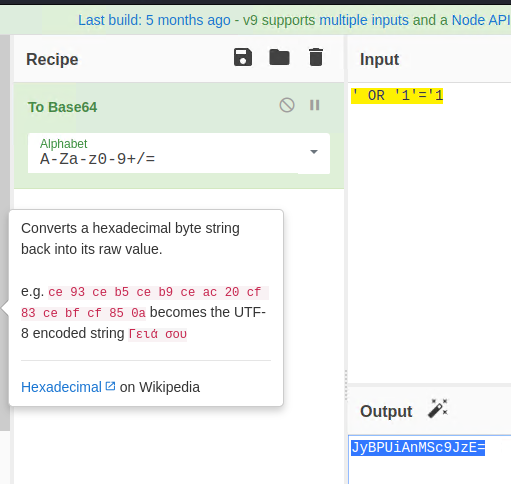 Last build: 5 months ago - v9 supports multiple inputs and a Node API
Recipe
Input
To Base64
Alphabet
A-Za-z0-9+/=
' OR '1'='1
Converts a hexadecimal byte string
back into its raw value.
e.g. ce 93 ce b5 ce b9 ce ac 20 cf
83 ce bf cf 85 0a becomes the UTF-
8 encoded string Γειά σου
Hexadecimal on Wikipedia
Output
JyBPUiAnMSc9JzE=